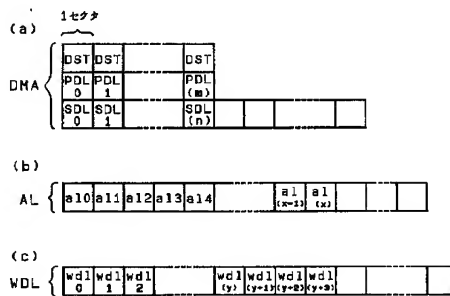 1セクタ
(a)
DST DST DST
DMA
PDL 0 PDL 1 PDL (m)
SDL 0 SDL 1 SDL (n)
(b)
AL
al0 al1 al2 al3 al4 al (x-1) al (x)
(c)
WDL
wdl 0 wdl 1 wdl 2 wdl (y) wdl (y+1) wdl (y+2) wdl (y+3)